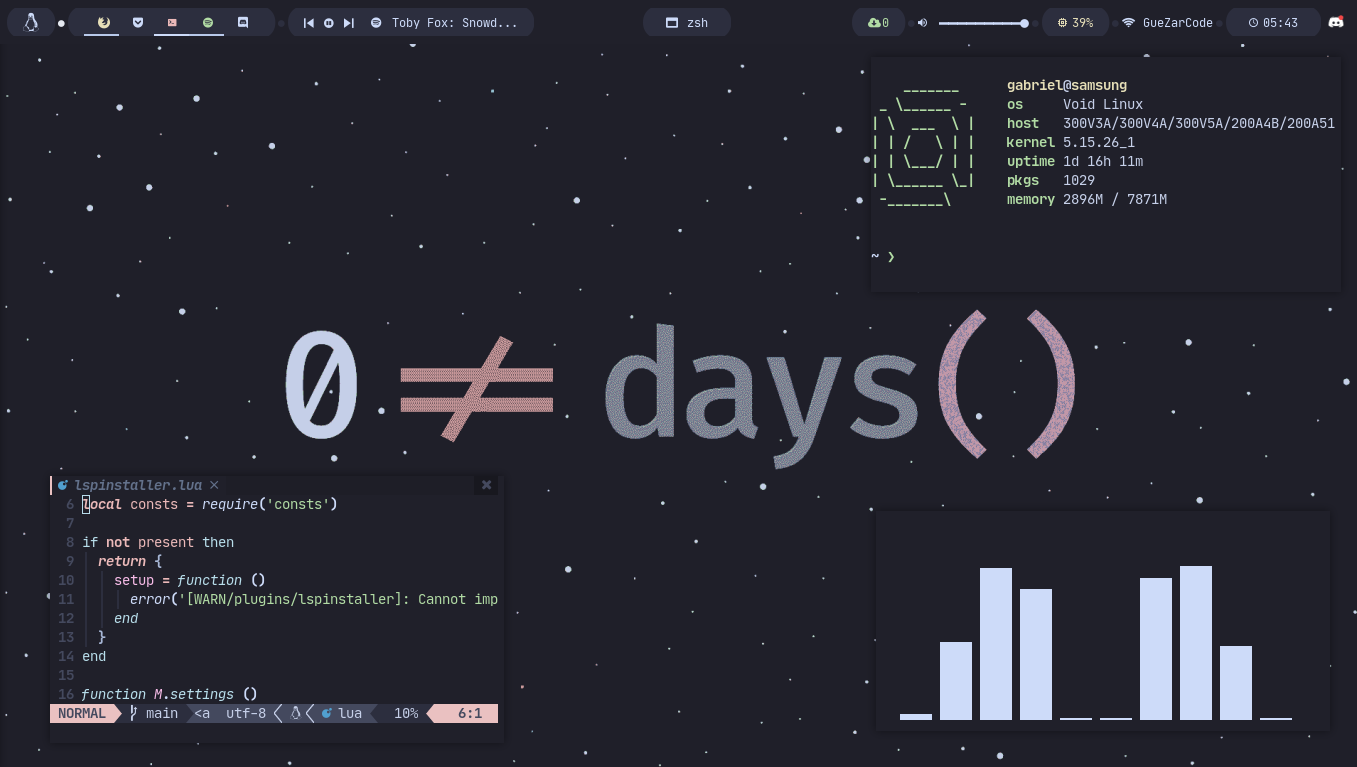 Toby Fox: Snowd...
zsh
0
39%
GueZarCode
05:43
gabriel@samsung
os Void Linux
host 300V3A/300V4A/300V5A/200A4B/200A51
kernel 5.15.26_1
uptime 1d 16h 11m
pkgs 1029
memory 2896M / 7871M
~ ❯
0 ≠ days()
lspinstaller.lua ×
6 local consts = require('consts')
7
8 if not present then
9 return {
10 setup = function ()
11 error('[WARN/plugins/lspinstaller]: Cannot imp
12 end
13 }
14 end
15
16 function M.settings ()
NORMAL main <a utf-8 lua 10% 6:1